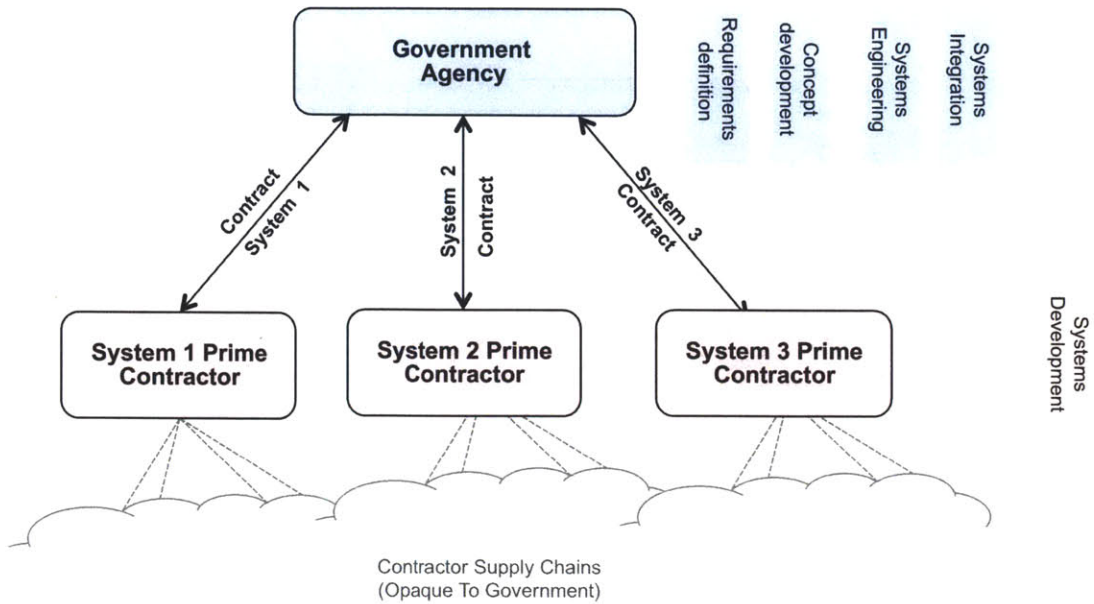 Government
Agency
Requirements
definition
Concept
development
Systems
Engineering
Systems
Integration
Contract
System 1
System 2
Contract
System 3
Contract
System 1 Prime
Contractor
System 2 Prime
Contractor
System 3 Prime
Contractor
Systems
Development
Contractor Supply Chains
(Opaque To Government)